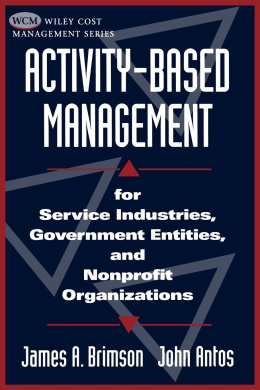 WCM WILEY COST
MANAGEMENT SERIES
ACTIVITY-BASED
MANAGEMENT
for
Service Industries,
Government Entities,
and
Nonprofit
Organizations
James A. Brimson John Antos